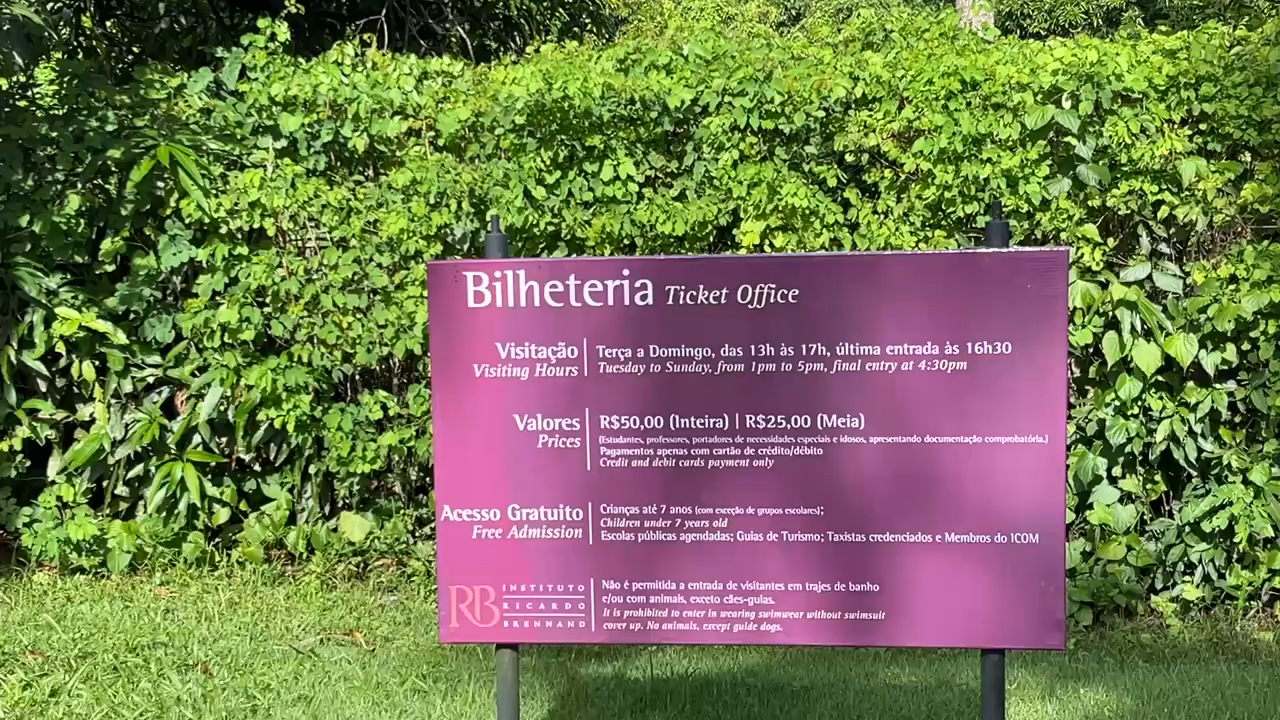 Bilheteria Ticket Office
Visitação
Visiting Hours
Terça a Domingo, das 13h às 17h, última entrada às 16h30
Tuesday to Sunday, from 1pm to 5pm, final entry at 4:30pm
Valores
Prices
R$50,00 (Inteira) | R$25,00 (Meia)
(Estudantes, professores, portadores de necessidades especiais e idosos, apresentando documentação comprobatória.)
Pagamentos apenas com cartão de crédito/débito
Credit and debit cards payment only
Acesso Gratuito
Free Admission
Crianças até 7 anos (com exceção de grupos escolares);
Children under 7 years old
Escolas públicas agendadas; Guias de Turismo; Taxistas credenciados e Membros do ICOM
RB
INSTITUTO
RICARDO
BRENNAND
Não é permitida a entrada de visitantes em trajes de banho
e/ou com animais, exceto cães-guias.
It is prohibited to enter in wearing swimwear without swimsuit
cover up. No animals, except guide dogs.